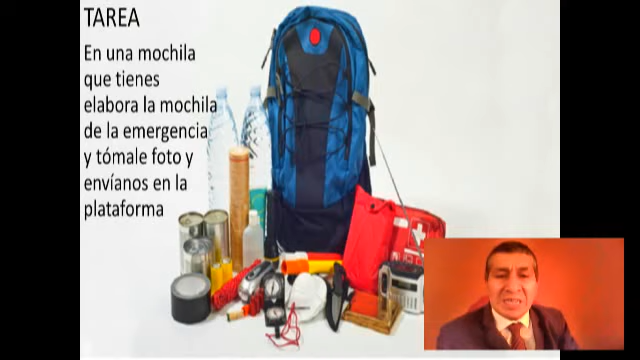 TAREA
En una mochila
que tienes
elabora la mochila
de la emergencia
y tómale foto y
envíanos en la
plataforma